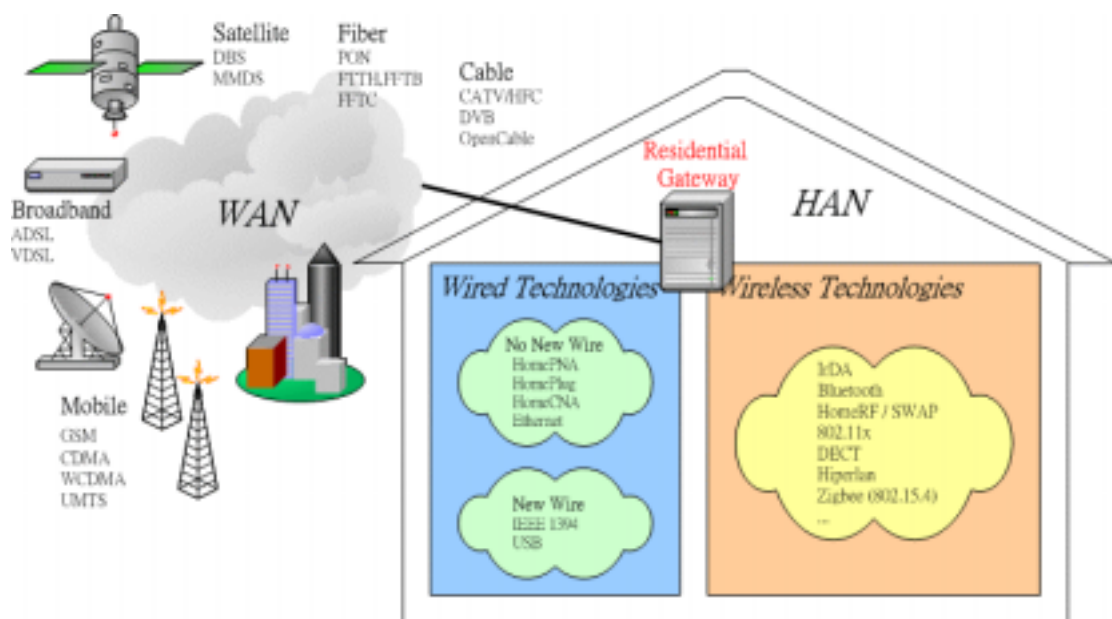 Satellite
DBS
MMDS
Fiber
PON
FTTH,FFTB
FFTC
Cable
CATV/HFC
DVB
OpenCable
Broadband
ADSL
VDSL
WAN
Mobile
GSM
CDMA
WCDMA
UMTS
Residential
Gateway
HAN
Wired Technologies
No New Wire
HomePNA
HomePlug
HomeCNA
Ethernet
New Wire
IEEE 1394
USB
Wireless Technologies
IrDA
Bluetooth
HomeRF / SWAP
802.11x
DECT
Hiperlan
Zigbee (802.15.4)
...